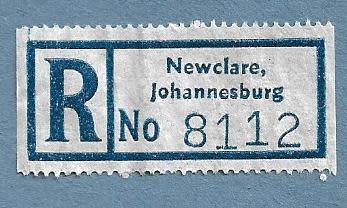 R
Newclare,
Johannesburg
No 8112